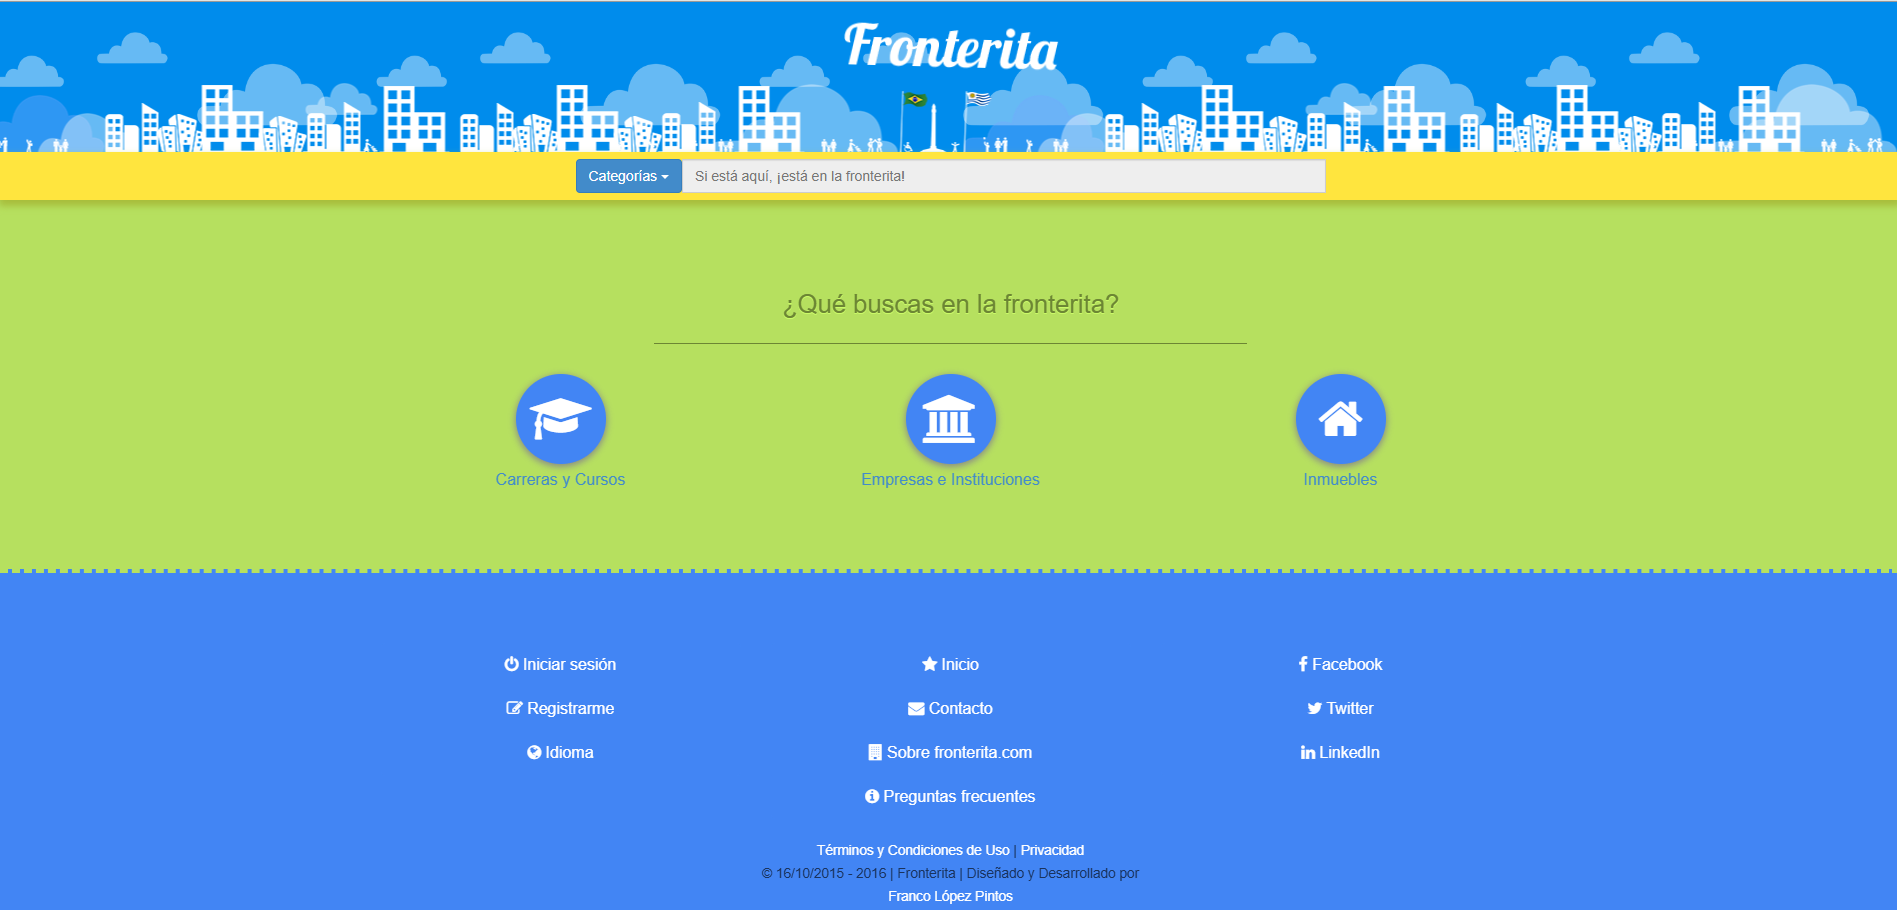 Fronterita
Categorías
Si está aquí, ¡está en la fronterita!
¿Qué buscas en la fronterita?
Carreras y Cursos
Empresas e Instituciones
Inmuebles
Iniciar sesión
Inicio
Facebook
Registrarme
Contacto
Twitter
Idioma
Sobre fronterita.com
LinkedIn
Preguntas frecuentes
Términos y Condiciones de Uso | Privacidad
© 16/10/2015 - 2016 | Fronterita | Diseñado y Desarrollado por
Franco López Pintos